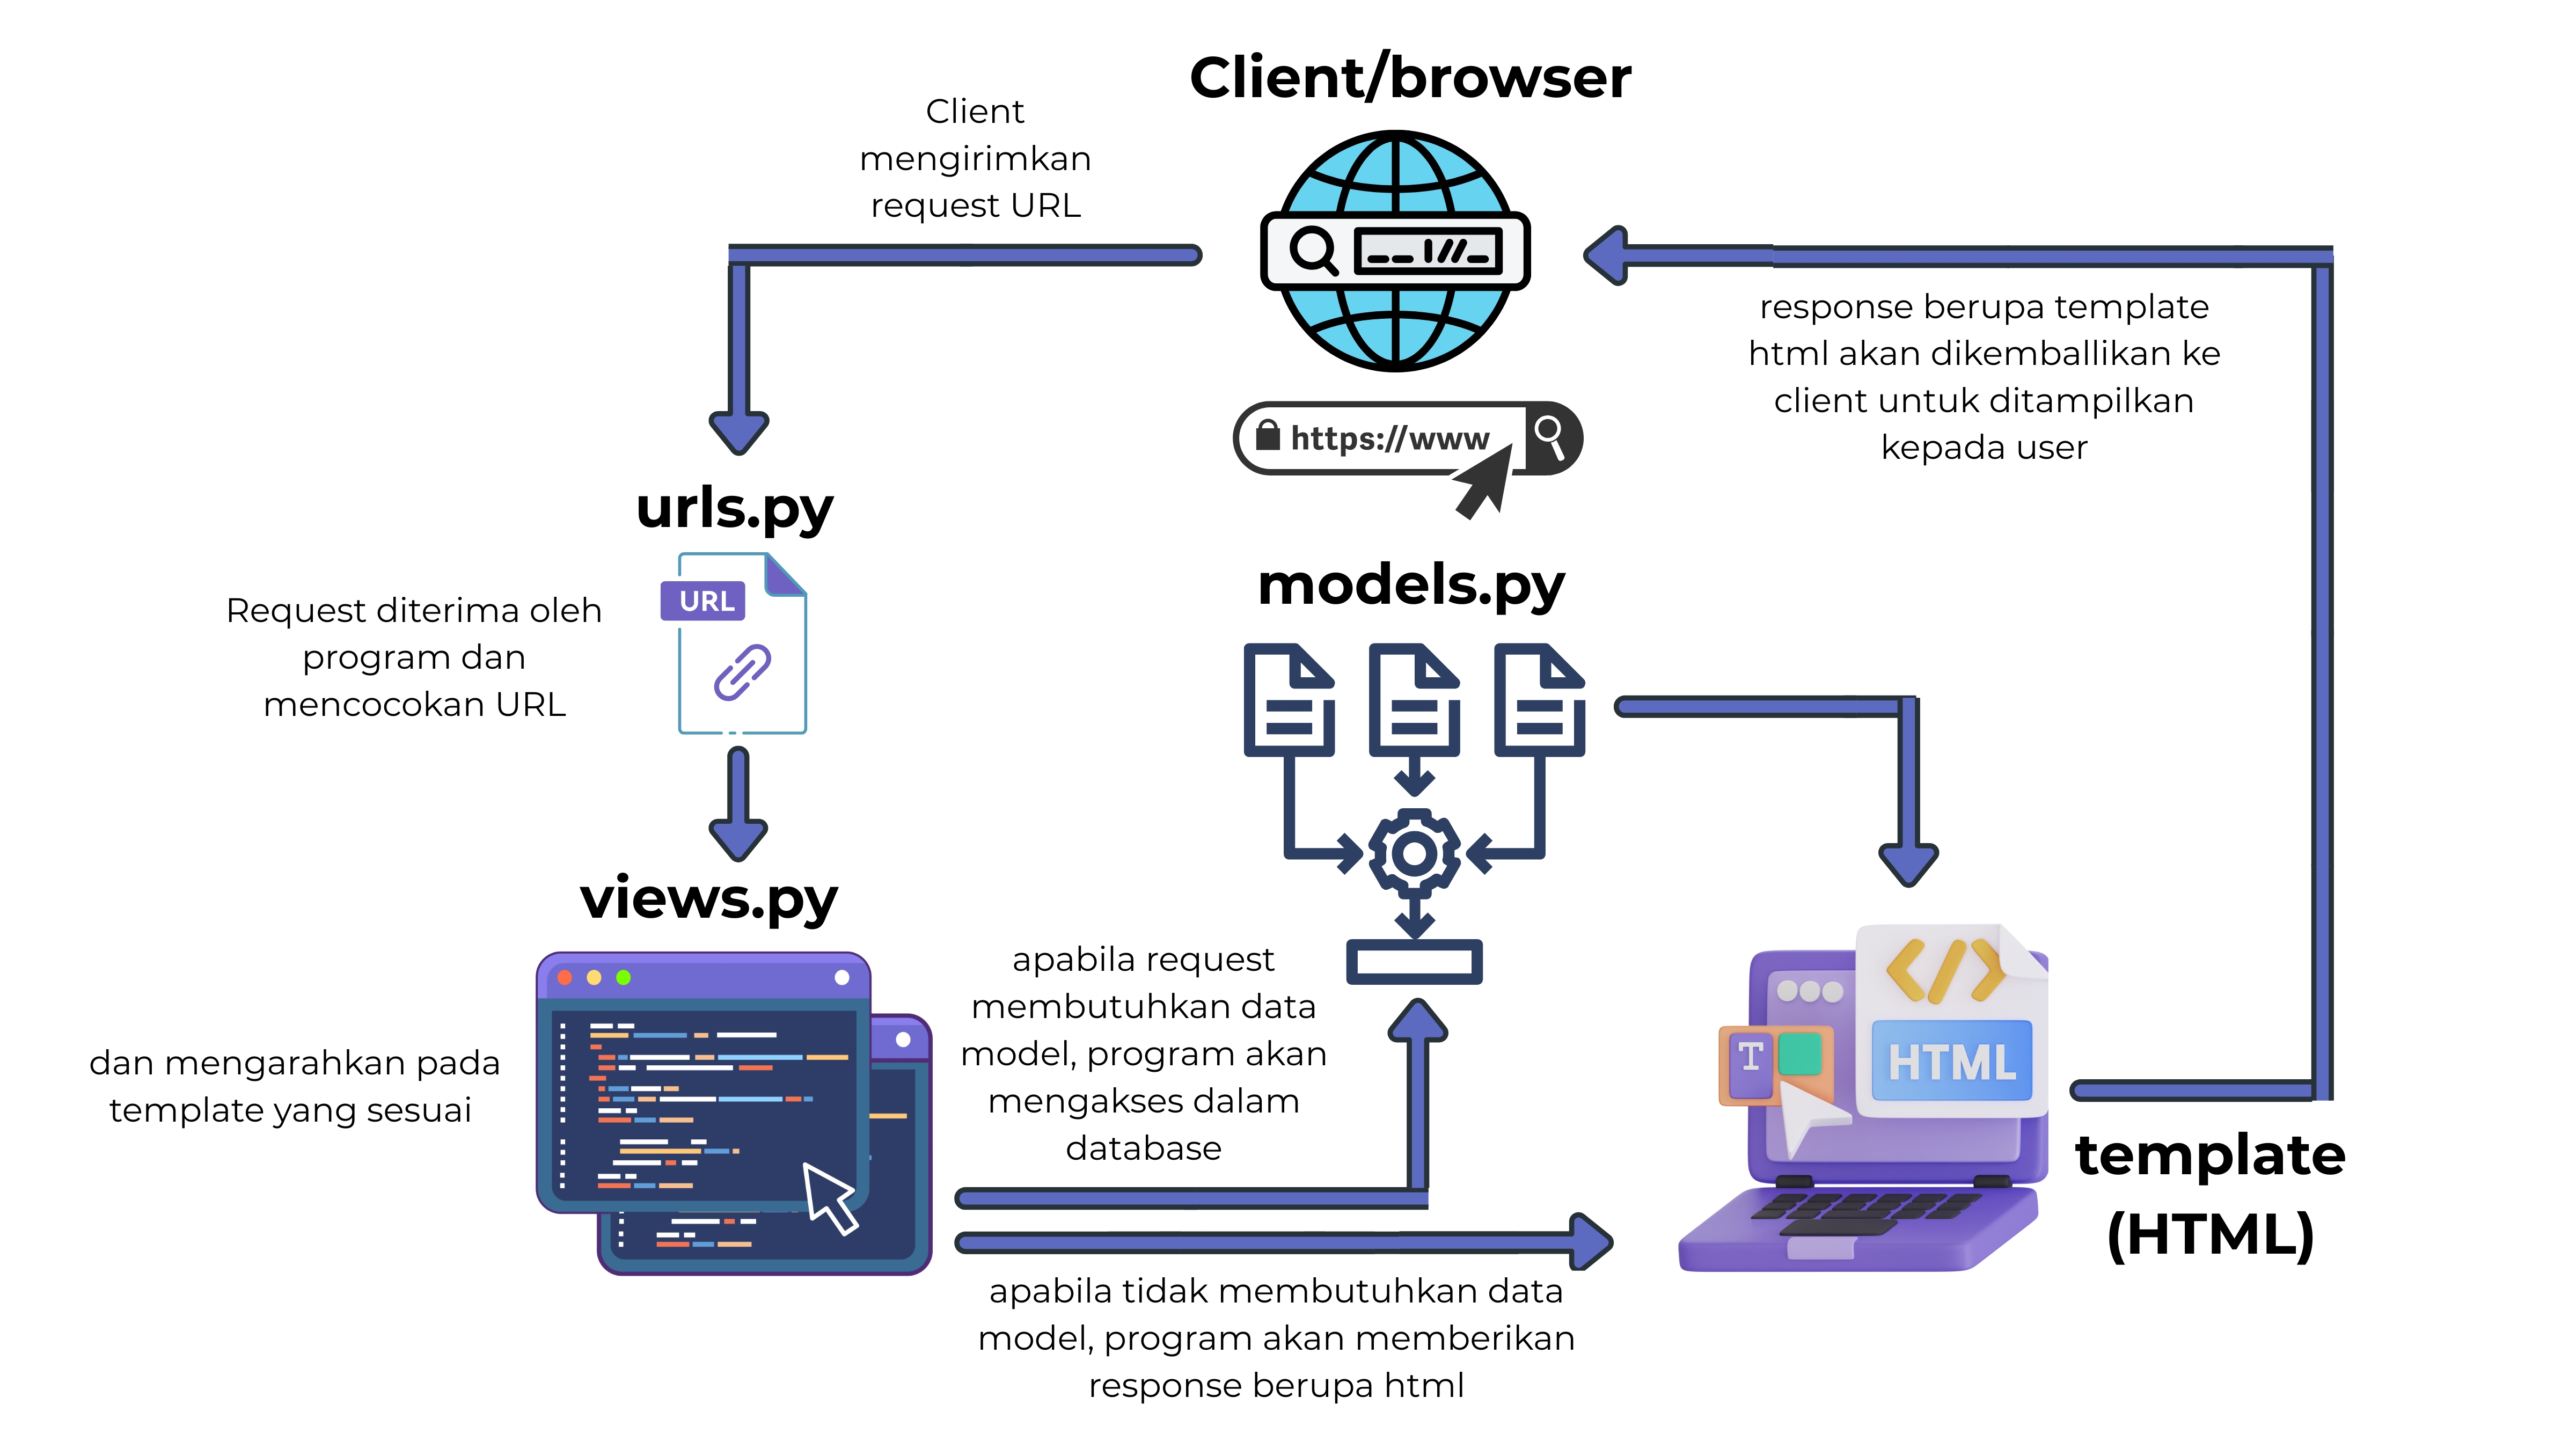 Client/browser
Client
mengirimkan
request URL
https://www
response berupa template
html akan dikemballikan ke
client untuk ditampilkan
kepada user
urls.py
URL
Request diterima oleh
program dan
mencocokan URL
models.py
views.py
dan mengarahkan pada
template yang sesuai
apabila request
membutuhkan data
model, program akan
mengakses dalam
database
T
</>
HTML
template
(HTML)
apabila tidak membutuhkan data
model, program akan memberikan
response berupa html